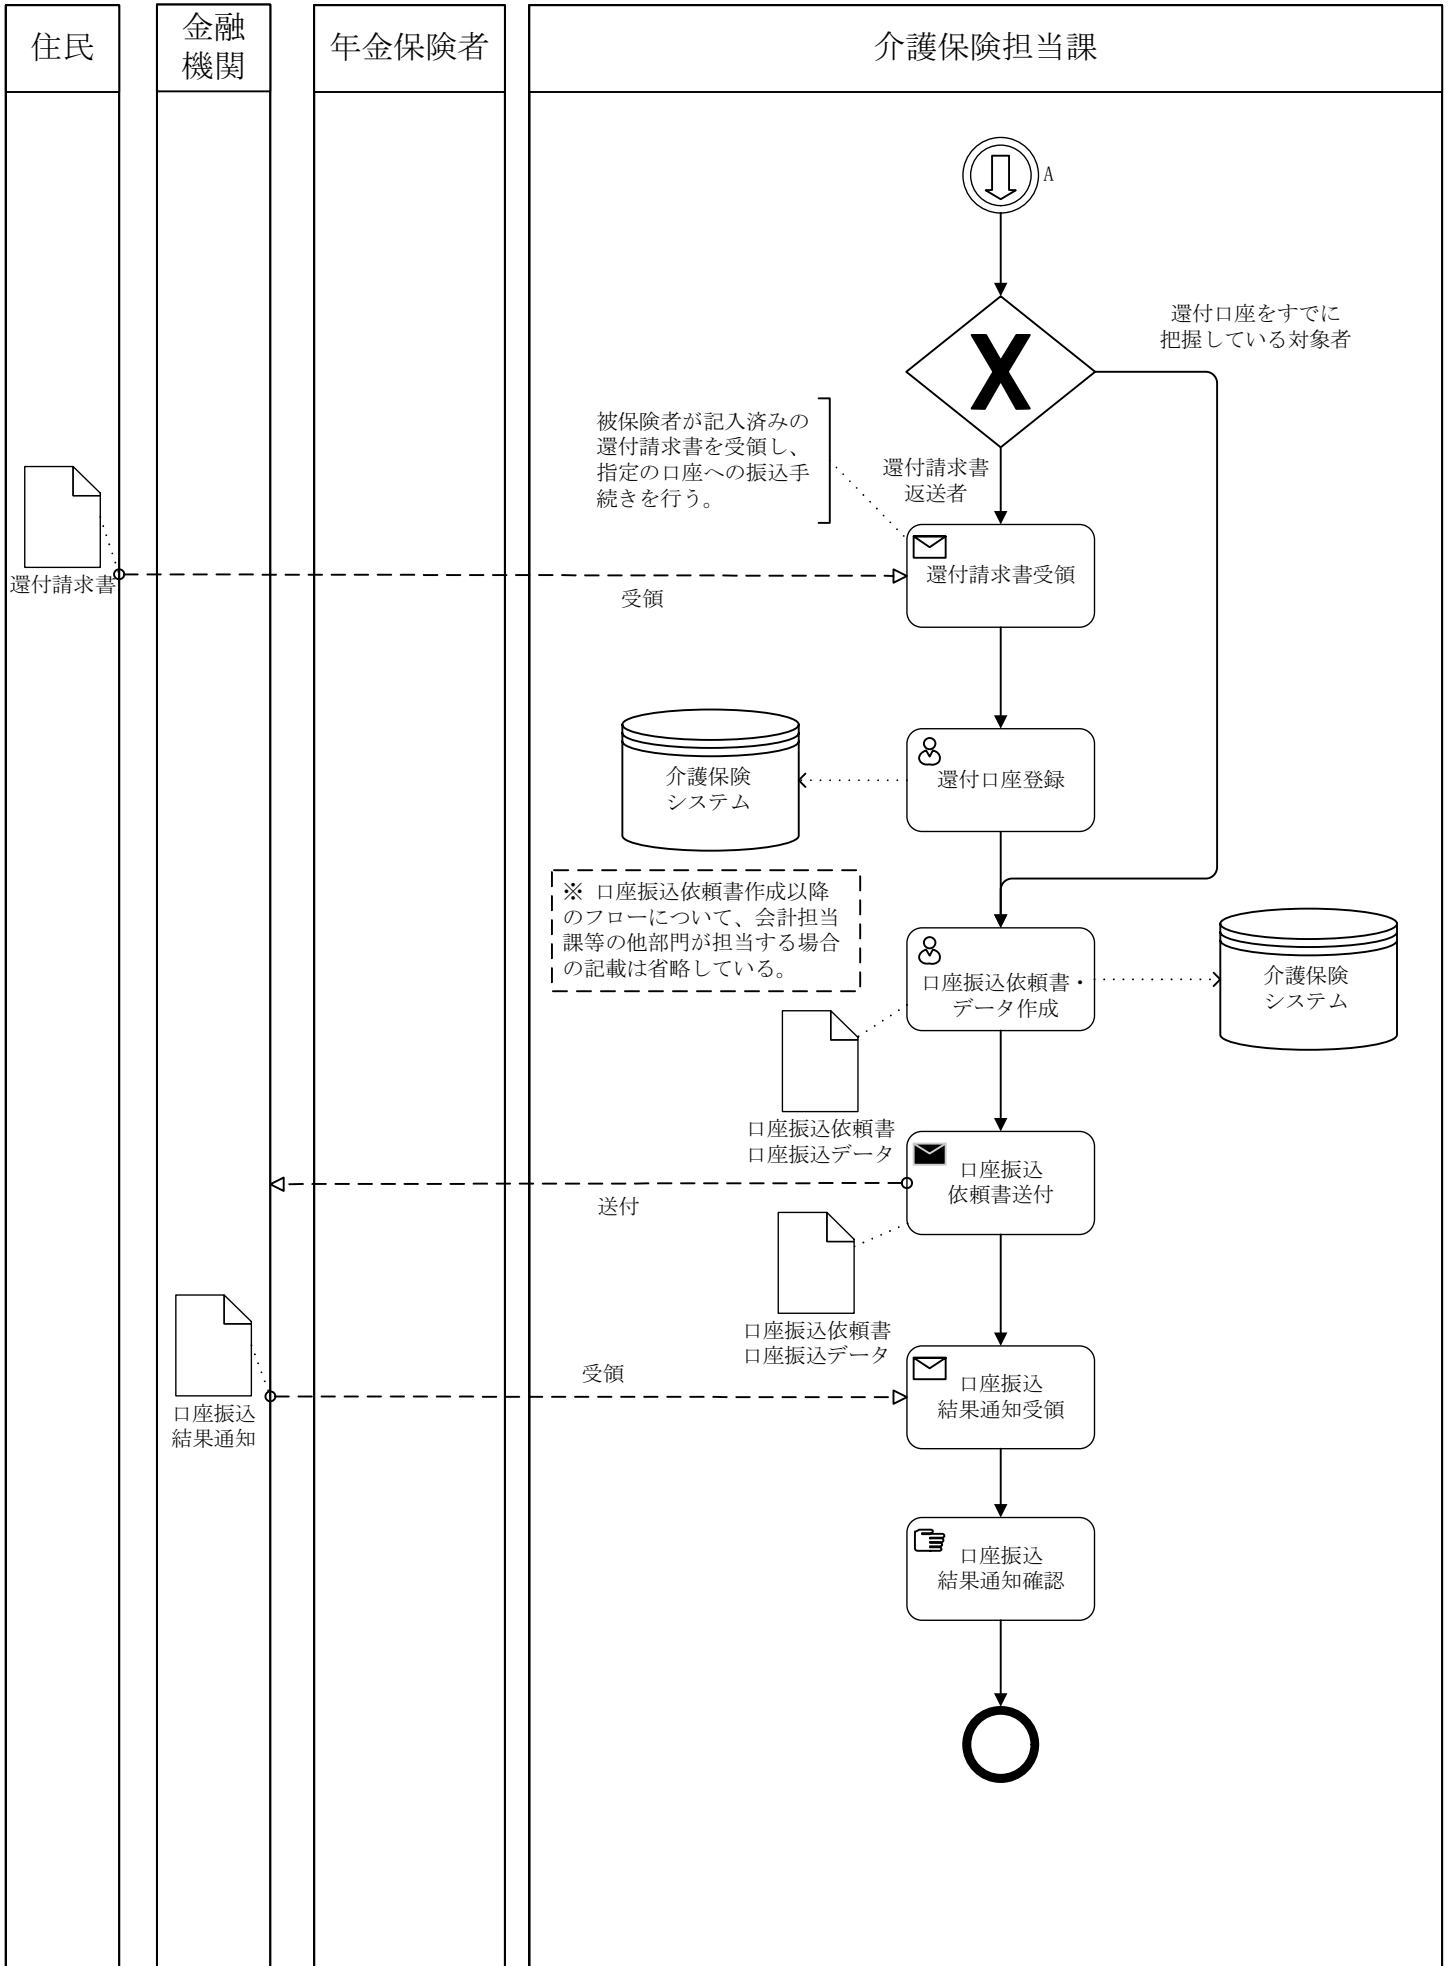 住民
金融
機関
年金保険者
介護保険担当課
A
還付口座をすでに
把握している対象者
被保険者が記入済みの
還付請求書を受領し、
指定の口座への振込手
続きを行う。
還付請求書
返送者
還付請求書
還付請求書受領
受領
介護保険
システム
還付口座登録
※ 口座振込依頼書作成以降
のフローについて、会計担当
課等の他部門が担当する場合
の記載は省略している。
口座振込依頼書・
データ作成
介護保険
システム
口座振込依頼書
口座振込データ
口座振込
依頼書送付
送付
口座振込依頼書
口座振込データ
口座振込
結果通知
受領
口座振込
結果通知受領
口座振込
結果通知確認